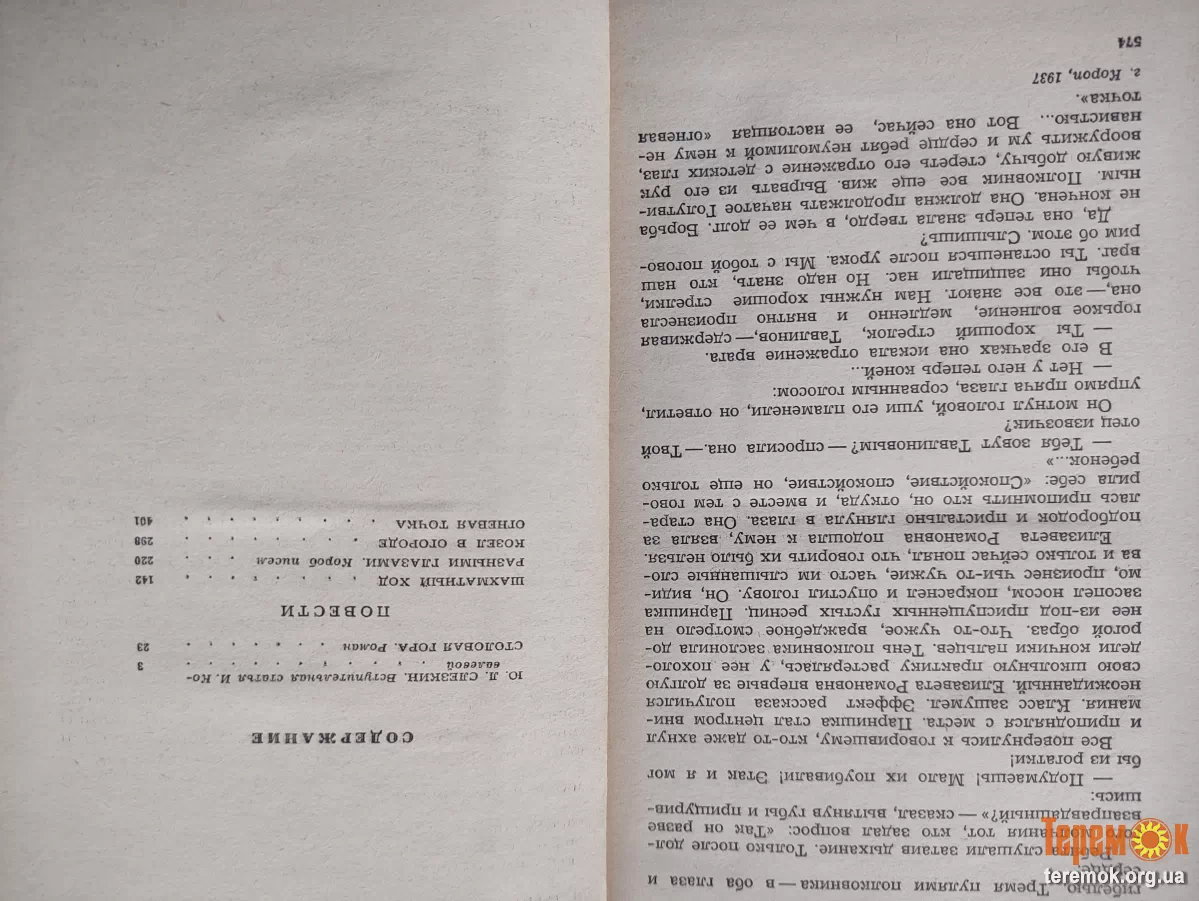 гибелью. Тремя пулями полковника — в оба глаза и
сердце.
Ребята слушали затаив дыхание. Только после дол-
молчания тот, кто задал вопрос: «Так он разве
взаправдашний?» — сказал, вытянув губы и прищурив-
шись:
— Подумаешь! Мало их поубивали! Этак и я мог
бы из рогатки!
Все повернулись к говорившему, кто-то даже ахнул
и приподнялся с места. Парнишка стал центром вни-
мания. Класс зашумел. Эффект рассказа получился
неожиданный. Елизавета Романовна впервые за долгую
свою школьную практику растерялась, у нее похоло-
дели кончики пальцев. Тень полковника заслонила до-
рогой образ. Что-то чужое, враждебное смотрело на
нее из-под приспущенных густых ресниц. Парнишка
засопел носом, покраснел и опустил голову. Он, види-
мо, произнес чьи-то чужие, часто им слышанные сло-
ва и только сейчас понял, что говорить их было нельзя.
Елизавета Романовна подошла к нему, взяла за
подбородок и пристально глянула в глаза. Она стара-
лась припомнить кто он, откуда, и вместе с тем гово-
рила себе: «Спокойствие, спокойствие, он еще только
ребенок...»
— Тебя зовут Тавлиновым? — спросила она. — Твой
отец извозчик?
Он мотнул головой, уши его пламенели, он ответил,
упрямо пряча глаза, сорванным голосом:
— Нет у него теперь коней...
В его зрачках она искала отражение врага.
— Ты хороший стрелок, Тавлинов, — сдерживая
горькое волнение, медленно и внятно произнесла
она, — это все знают. Нам нужны хорошие стрелки,
чтобы они защищали нас. Но надо знать, кто наш
враг. Ты останешься после урока. Мы с тобой погово-
рим об этом. Слышишь?
Да, она теперь знала твердо, в чем ее долг. Борьба
не кончена. Она должна продолжать начатое Голутви-
ным. Полковник все еще жив. Вырвать из его рук
живую добычу, стереть его отражение с детских глаз,
вооружить ум и сердце ребят неумолимой к нему не-
навистью... Вот она сейчас, ее настоящая «огневая
точка».
г. Короп, 1937
574
СОДЕРЖАНИЕ
Ю. Л. СЛЕЗКИН. Вступительная статья И. Ко-
валевой . . . . . . . . . . 3
СТОЛОВАЯ ГОРА. Роман . . . . . . . 23
ПОВЕСТИ
ШАХМАТНЫЙ ХОД . . . . . . . 142
РАЗНЫМИ ГЛАЗАМИ. Короб писем . . . 220
КОЗЕЛ В ОГОРОДЕ . . . . . . . 298
ОГНЕВАЯ ТОЧКА . . . . . . . . 401
Теремок
teremok.org.ua